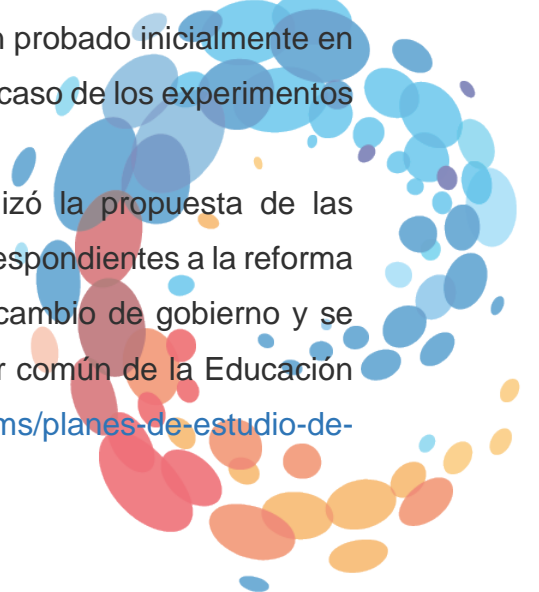 n probado inicialmente en
caso de los experimentos
izó la propuesta de las
espondientes a la reforma
cambio de gobierno y se
r común de la Educación
ms/planes-de-estudio-de-